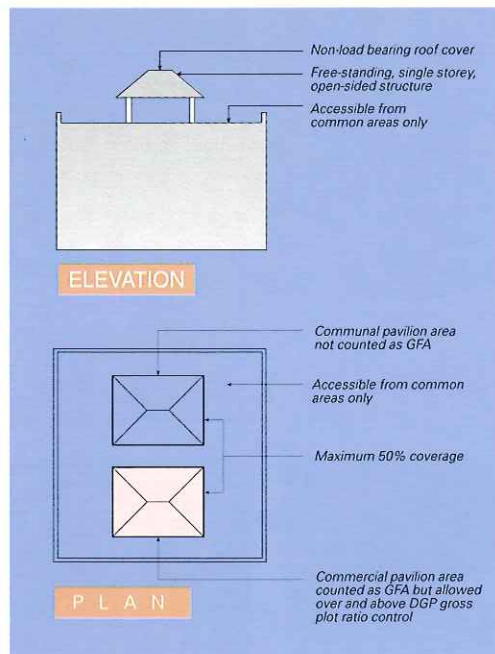 Non-load bearing roof cover
Free-standing, single storey,
open-sided structure
Accessible from
common areas only
ELEVATION
Communal pavilion area
not counted as GFA
Accessible from common
areas only
Maximum 50% coverage
Commercial pavilion area
counted as GFA but allowed
over and above DGP gross
plot ratio control
PLAN